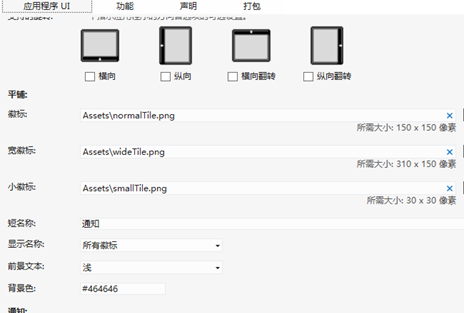 应用程序 UI 功能 声明 打包
横向 纵向 横向翻转 纵向翻转
平铺:
徽标: Assets\normalTile.png
所需大小: 150 x 150 像素
宽徽标: Assets\wideTile.png
所需大小: 310 x 150 像素
小徽标: Assets\smallTile.png
所需大小: 30 x 30 像素
短名称: 通知
显示名称: 所有徽标
前景文本: 浅
背景色: #464646
通知: